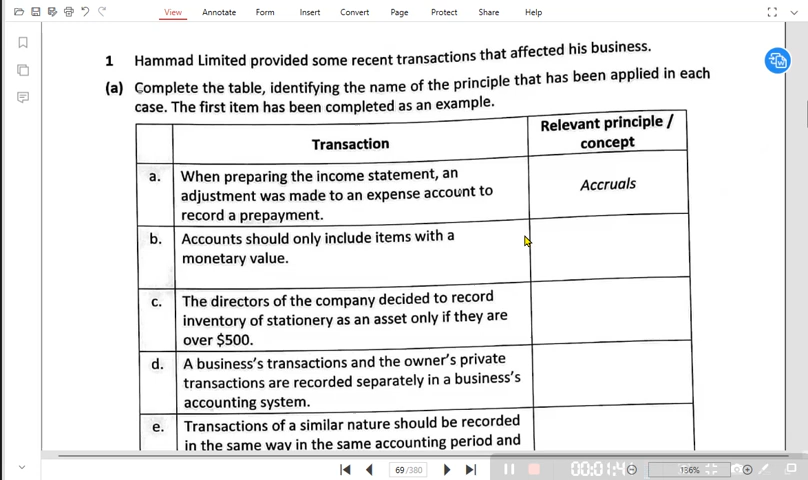 View Annotate Form Insert Convert Page Protect Share Help
1 Hammad Limited provided some recent transactions that affected his business.
(a) Complete the table, identifying the name of the principle that has been applied in each
case. The first item has been completed as an example.
Transaction
Relevant principle /
concept
a. When preparing the income statement, an
adjustment was made to an expense account to
record a prepayment.
Accruals
b. Accounts should only include items with a
monetary value.
c. The directors of the company decided to record
inventory of stationery as an asset only if they are
over $500.
d. A business's transactions and the owner's private
transactions are recorded separately in a business's
accounting system.
e. Transactions of a similar nature should be recorded
in the same way in the same accounting period and
69 /380
00:01:4
136%